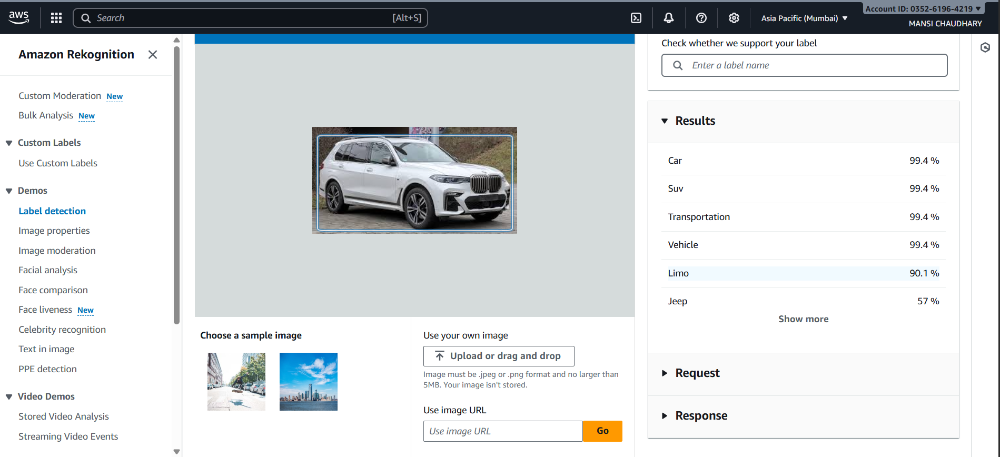 aws
Search
[Alt+S]
Asia Pacific (Mumbai)
Account ID: 0352-6196-4219
MANSI CHAUDHARY
Amazon Rekognition
Custom Moderation New
Bulk Analysis New
Custom Labels
Use Custom Labels
Demos
Label detection
Image properties
Image moderation
Facial analysis
Face comparison
Face liveness New
Celebrity recognition
Text in image
PPE detection
Video Demos
Stored Video Analysis
Streaming Video Events
Choose a sample image
Use your own image
Upload or drag and drop
Image must be .jpeg or .png format and no larger than
5MB. Your image isn't stored.
Use image URL
Use image URL
Go
Check whether we support your label
Enter a label name
Results
Car 99.4 %
Suv 99.4 %
Transportation 99.4 %
Vehicle 99.4 %
Limo 90.1 %
Jeep 57 %
Show more
Request
Response